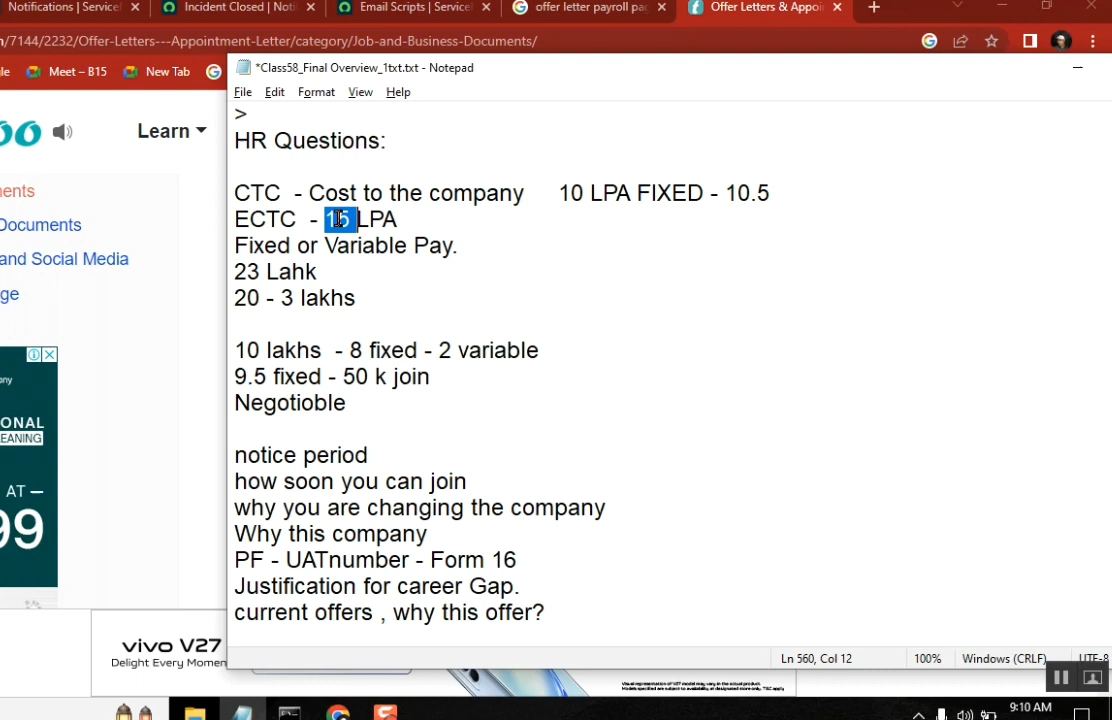 Notifications | Servicel
Incident Closed | Noti
Email Scripts | Service
offer letter payroll pa
Offer Letters & Appoi
/7144/2232/Offer-Letters---Appointment-Letter/category/Job-and-Business-Documents/
gle
Meet – B15
New Tab
*Class58_Final Overview_1txt.txt - Notepad
File Edit Format View Help
Learn
>
HR Questions:
CTC - Cost to the company 10 LPA FIXED - 10.5
ECTC - 15 LPA
Fixed or Variable Pay.
23 Lahk
20 - 3 lakhs
10 lakhs - 8 fixed - 2 variable
9.5 fixed - 50 k join
Negotioble
notice period
how soon you can join
why you are changing the company
Why this company
PF - UATnumber - Form 16
Justification for career Gap.
current offers , why this offer?
ments
Documents
and Social Media
ge
any
ONAL
EANING
AT —
99
vivo V27
Delight Every Momen
Ln 560, Col 12 100% Windows (CRLF) UTF-8
9:10 AM